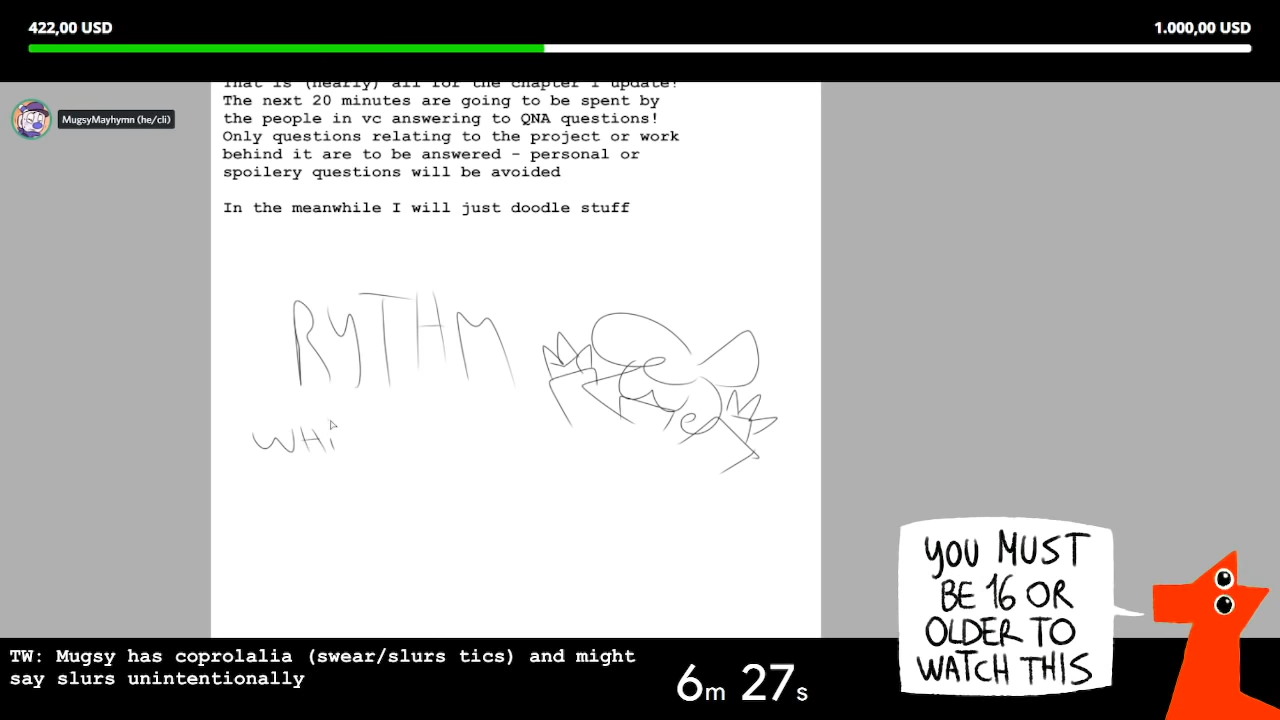 422,00 USD
1.000,00 USD
That is (nearly) all for the chapter 1 update!
MugsyMayhymn (he/cli)
The next 20 minutes are going to be spent by
the people in vc answering to QNA questions!
Only questions relating to the project or work
behind it are to be answered - personal or
spoilery questions will be avoided
In the meanwhile I will just doodle stuff
RYTHM
WHi
YOU MUST
BE 16 OR
OLDER TO
WATCH THIS
TW: Mugsy has coprolalia (swear/slurs tics) and might
say slurs unintentionally
6m 27s